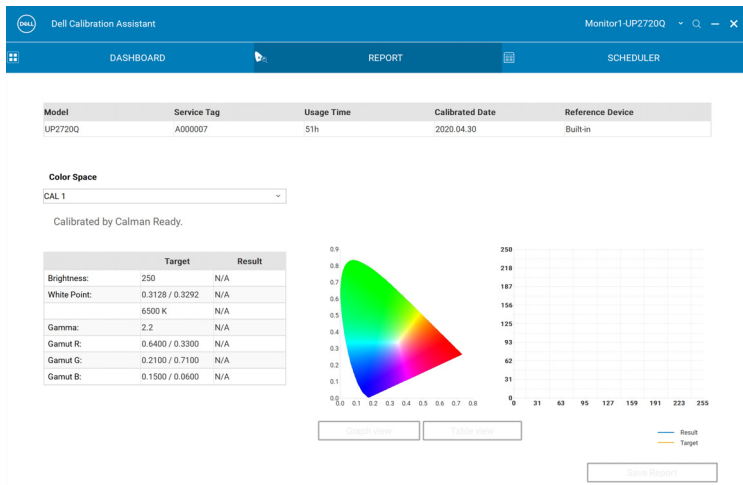 DELL Dell Calibration Assistant Monitor1-UP2720Q
DASHBOARD REPORT SCHEDULER
Model Service Tag Usage Time Calibrated Date Reference Device
UP2720Q A000007 51h 2020.04.30 Built-in
Color Space
CAL 1
Calibrated by Calman Ready.
Target Result
Brightness: 250 N/A
White Point: 0.3128 / 0.3292 N/A
6500 K N/A
Gamma: 2.2 N/A
Gamut R: 0.6400 / 0.3300 N/A
Gamut G: 0.2100 / 0.7100 N/A
Gamut B: 0.1500 / 0.0600 N/A
0.9
0.8
0.7
0.6
0.5
0.4
0.3
0.2
0.1
0.0
0.0 0.1 0.2 0.3 0.4 0.5 0.6 0.7 0.8
250
218
187
156
125
93
62
31
0
0 31 63 95 127 159 191 223 255
Graph view Table view
Result
Target
Save Report